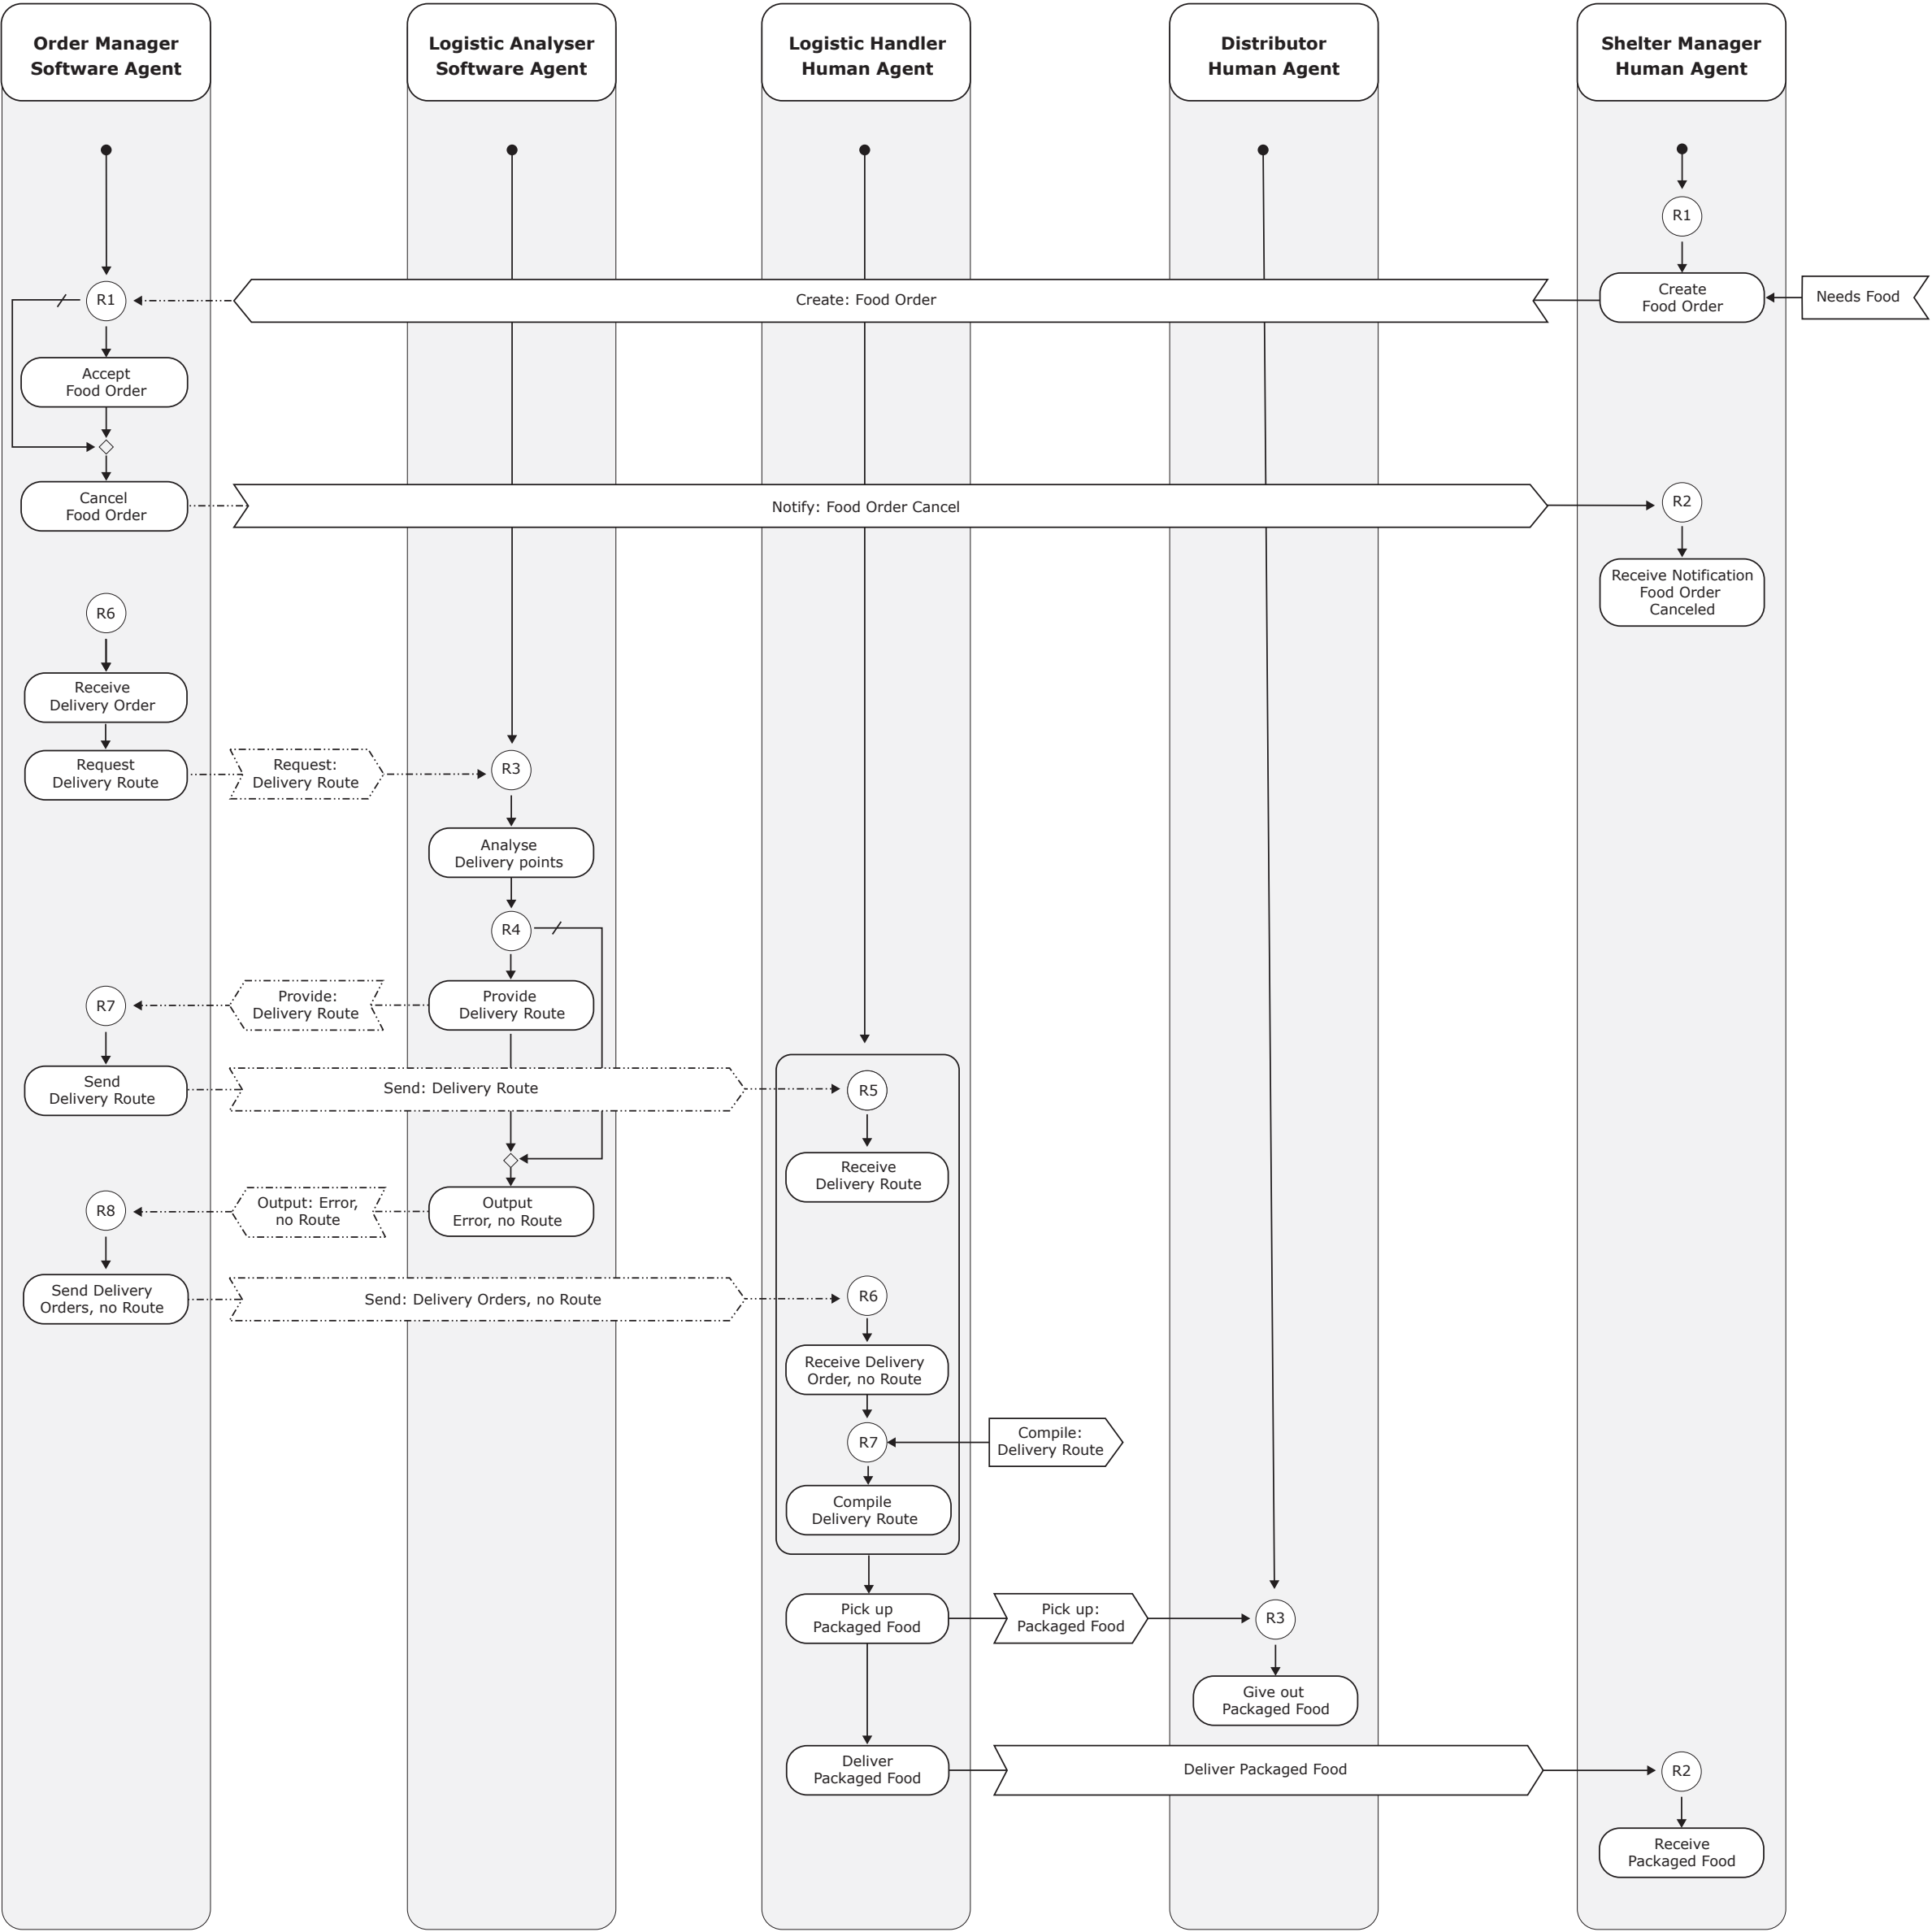 Order Manager
Software Agent
Logistic Analyser
Software Agent
Logistic Handler
Human Agent
Distributor
Human Agent
Shelter Manager
Human Agent
R1
Create
Food Order
Needs Food
Create: Food Order
R1
Accept
Food Order
Cancel
Food Order
Notify: Food Order Cancel
R2
Receive Notification
Food Order
Canceled
R6
Receive
Delivery Order
Request
Delivery Route
Request:
Delivery Route
R3
Analyse
Delivery points
R4
Provide
Delivery Route
Provide:
Delivery Route
R7
Send
Delivery Route
Send: Delivery Route
R5
Receive
Delivery Route
Output
Error, no Route
Output: Error,
no Route
R8
Send Delivery
Orders, no Route
Send: Delivery Orders, no Route
R6
Receive Delivery
Order, no Route
R7
Compile:
Delivery Route
Compile
Delivery Route
Pick up
Packaged Food
Pick up:
Packaged Food
R3
Give out
Packaged Food
Deliver
Packaged Food
Deliver Packaged Food
R2
Receive
Packaged Food